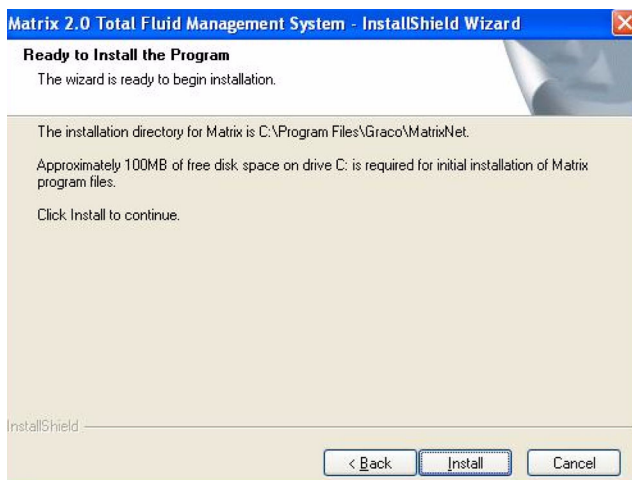 Matrix 2.0 Total Fluid Management System - InstallShield Wizard
Ready to Install the Program
The wizard is ready to begin installation.
The installation directory for Matrix is C:\Program Files\Graco\MatrixNet.
Approximately 100MB of free disk space on drive C: is required for initial installation of Matrix
program files.
Click Install to continue.
InstallShield
< Back
Install
Cancel